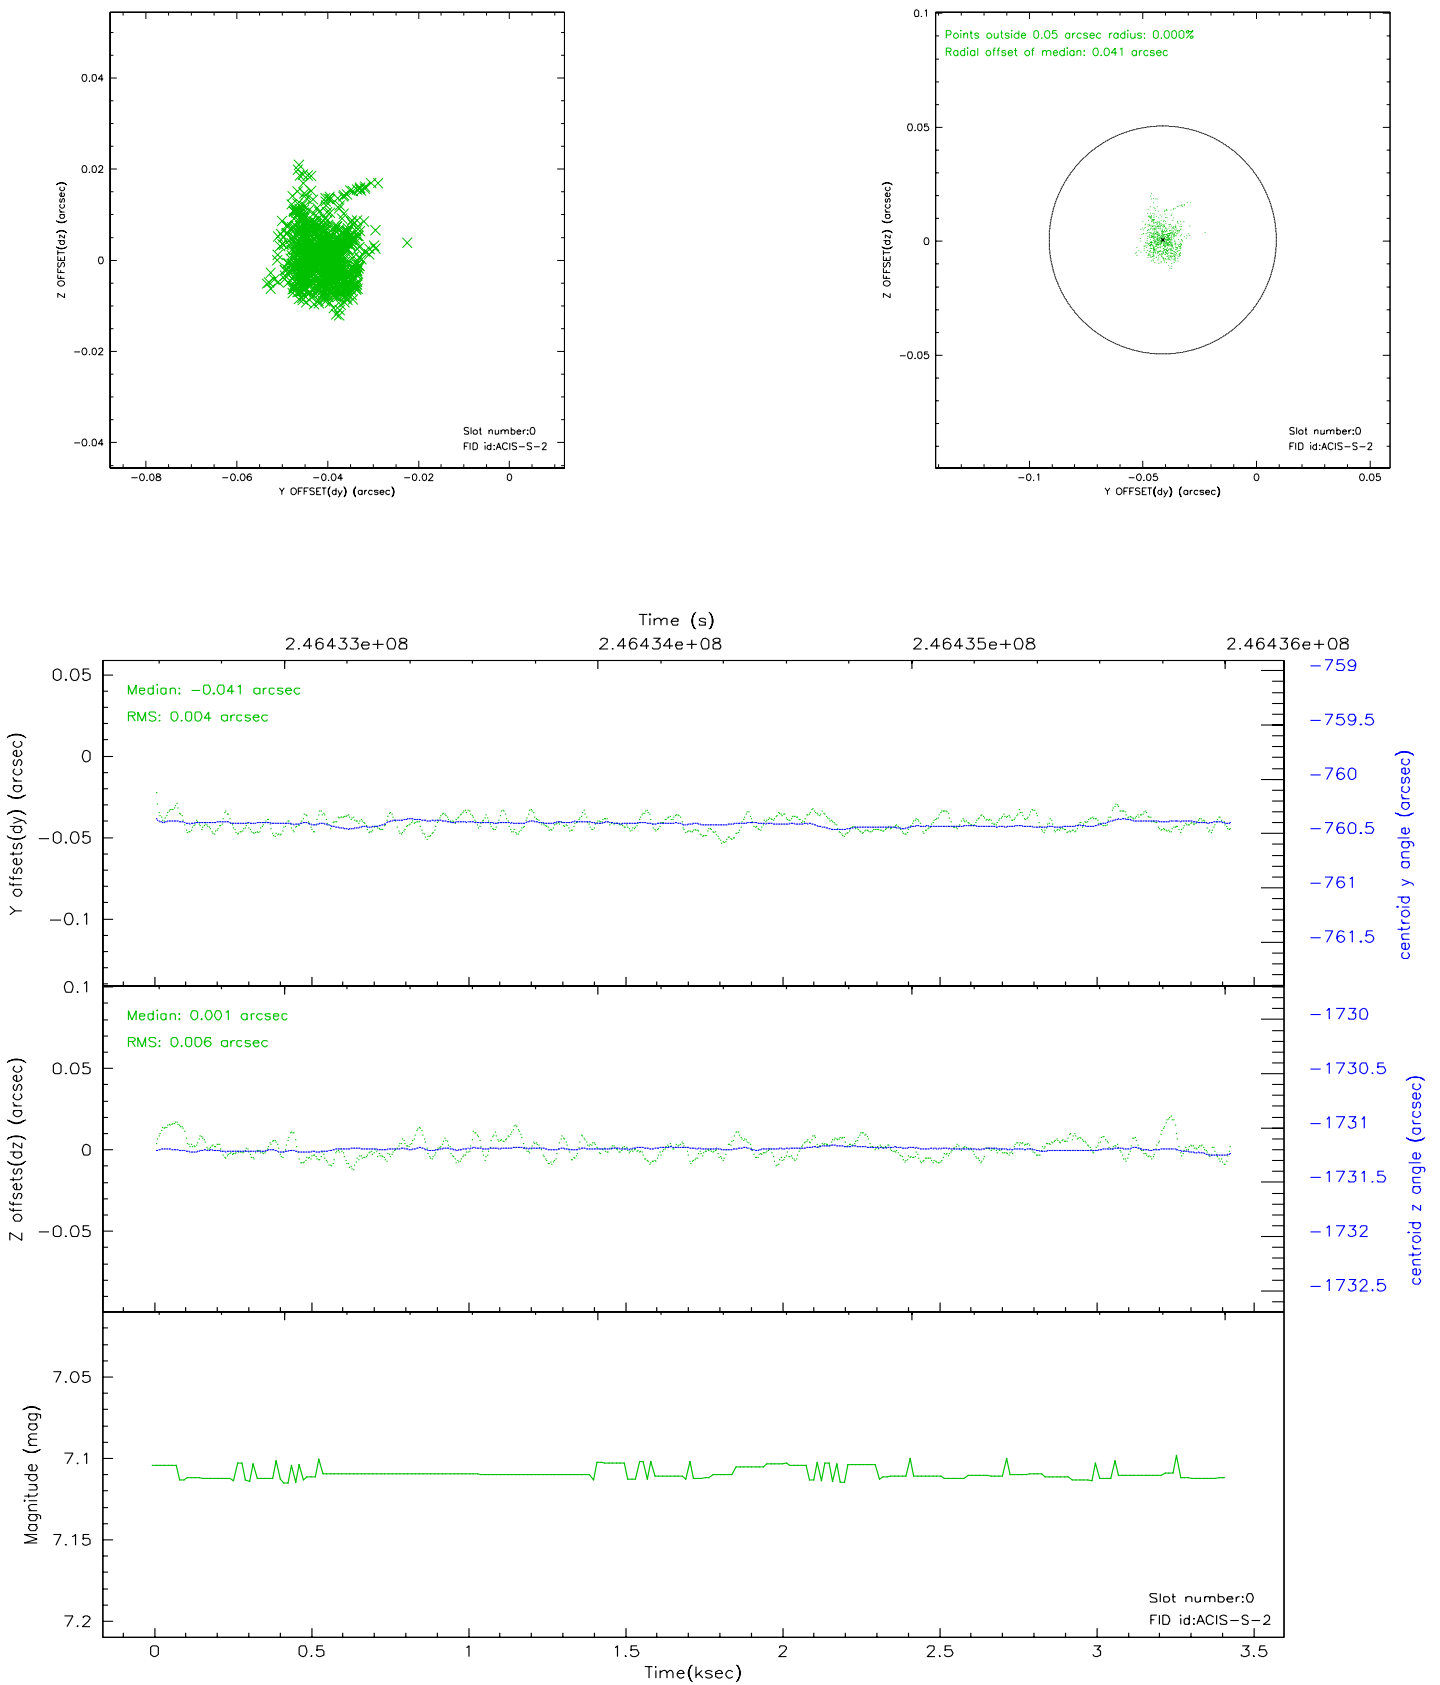 0.04
0.02
0
−0.02
−0.04
Z OFFSET(dz) (arcsec)
Slot number:0
FID id:ACIS−S−2
−0.08
−0.06
−0.04
−0.02
0
Y OFFSET(dy) (arcsec)
0.1
0.05
0
−0.05
Z OFFSET(dz) (arcsec)
Points outside 0.05 arcsec radius: 0.000%
Radial offset of median: 0.041 arcsec
Slot number:0
FID id:ACIS−S−2
−0.1
−0.05
0
0.05
Y OFFSET(dy) (arcsec)
Time (s)
2.46433e+08
2.46434e+08
2.46435e+08
2.46436e+08
0.05
0
−0.05
−0.1
Y offsets(dy) (arcsec)
Median: −0.041 arcsec
RMS: 0.004 arcsec
−759
−759.5
−760
−760.5
−761
−761.5
centroid y angle (arcsec)
0.1
0.05
0
−0.05
Z offsets(dz) (arcsec)
Median: 0.001 arcsec
RMS: 0.006 arcsec
−1730
−1730.5
−1731
−1731.5
−1732
−1732.5
centroid z angle (arcsec)
7.05
7.1
7.15
7.2
Magnitude (mag)
Slot number:0
FID id:ACIS−S−2
0
0.5
1
1.5
2
2.5
3
3.5
Time(ksec)